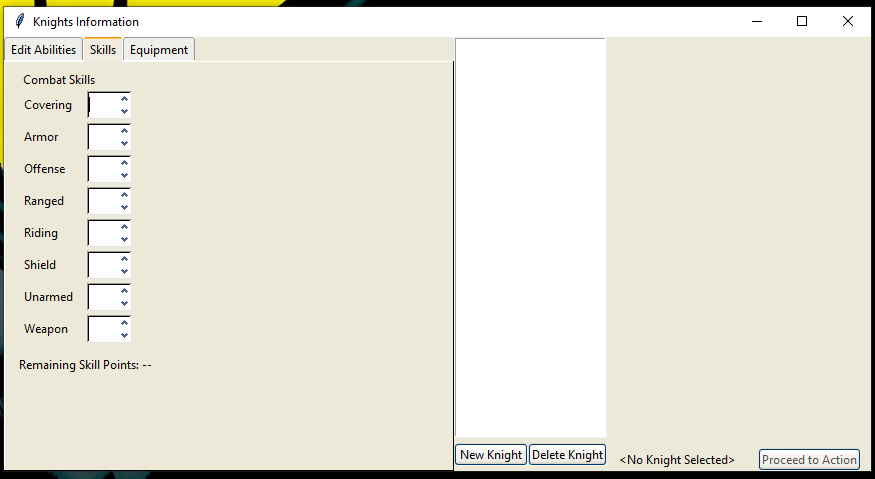 Knights Information
Edit Abilities Skills Equipment
Combat Skills
Covering
Armor
Offense
Ranged
Riding
Shield
Unarmed
Weapon
Remaining Skill Points: --
New Knight Delete Knight <No Knight Selected> Proceed to Action